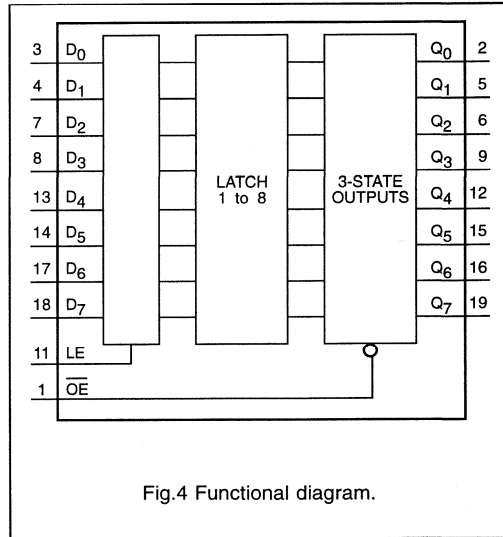 3 D0 Q0 2
4 D1 Q1 5
7 D2 Q2 6
8 D3 Q3 9
LATCH 3-STATE
1 to 8 OUTPUTS
13 D4 Q4 12
14 D5 Q5 15
17 D6 Q6 16
18 D7 Q7 19
11 LE
1 O̅E̅
Fig.4 Functional diagram.